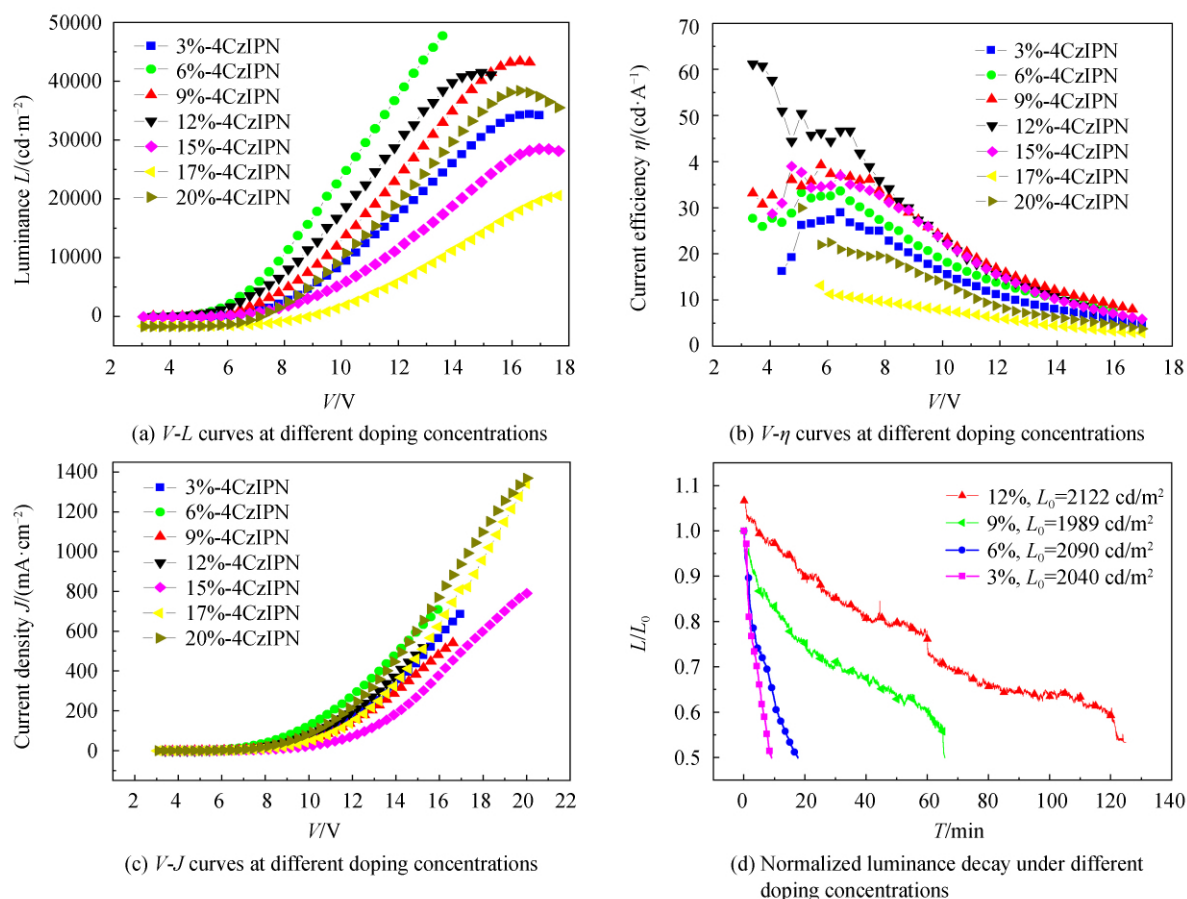 50000
40000
30000
20000
10000
0
Luminance L/(cd·m⁻²)
3%-4CzIPN
6%-4CzIPN
9%-4CzIPN
12%-4CzIPN
15%-4CzIPN
17%-4CzIPN
20%-4CzIPN
2 4 6 8 10 12 14 16 18
V/V
(a) V-L curves at different doping concentrations
70
60
50
40
30
20
10
0
Current efficiency η/(cd·A⁻¹)
3%-4CzIPN
6%-4CzIPN
9%-4CzIPN
12%-4CzIPN
15%-4CzIPN
17%-4CzIPN
20%-4CzIPN
2 4 6 8 10 12 14 16 18
V/V
(b) V-η curves at different doping concentrations
1400
1200
1000
800
600
400
200
0
Current density J/(mA·cm⁻²)
3%-4CzIPN
6%-4CzIPN
9%-4CzIPN
12%-4CzIPN
15%-4CzIPN
17%-4CzIPN
20%-4CzIPN
2 4 6 8 10 12 14 16 18 20 22
V/V
(c) V-J curves at different doping concentrations
1.1
1.0
0.9
0.8
0.7
0.6
0.5
L/L₀
12%, L₀=2122 cd/m²
9%, L₀=1989 cd/m²
6%, L₀=2090 cd/m²
3%, L₀=2040 cd/m²
0 20 40 60 80 100 120 140
T/min
(d) Normalized luminance decay under different
doping concentrations